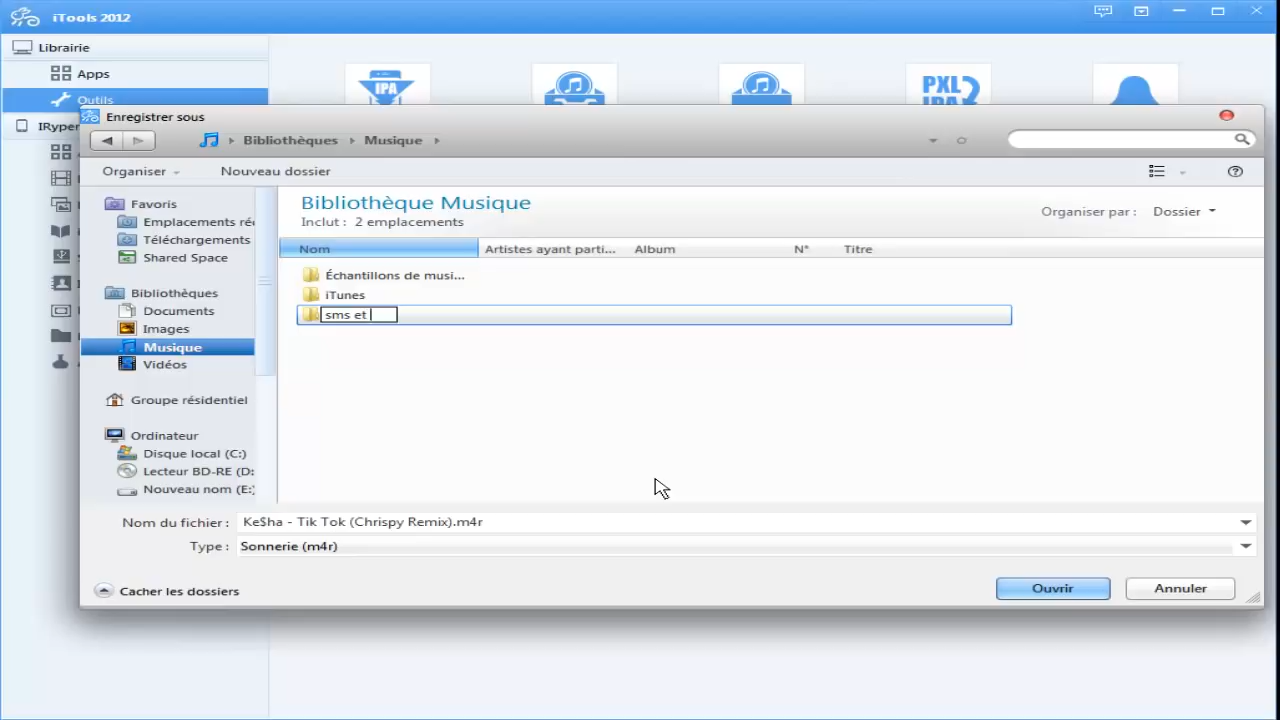 iTools 2012
Librairie
Apps
Outils
IRyper
IPA
PXL
IPA
Enregistrer sous
Bibliothèques
Musique
Organiser
Nouveau dossier
Favoris
Emplacements ré
Téléchargements
Shared Space
Bibliothèques
Documents
Images
Musique
Vidéos
Groupe résidentiel
Ordinateur
Disque local (C:)
Lecteur BD-RE (D:
Nouveau nom (E:)
Bibliothèque Musique
Inclut : 2 emplacements
Organiser par : Dossier
Nom Artistes ayant parti... Album N° Titre
Échantillons de musi...
iTunes
sms et
Nom du fichier : Ke$ha - Tik Tok (Chrispy Remix).m4r
Type : Sonnerie (m4r)
Cacher les dossiers
Ouvrir
Annuler